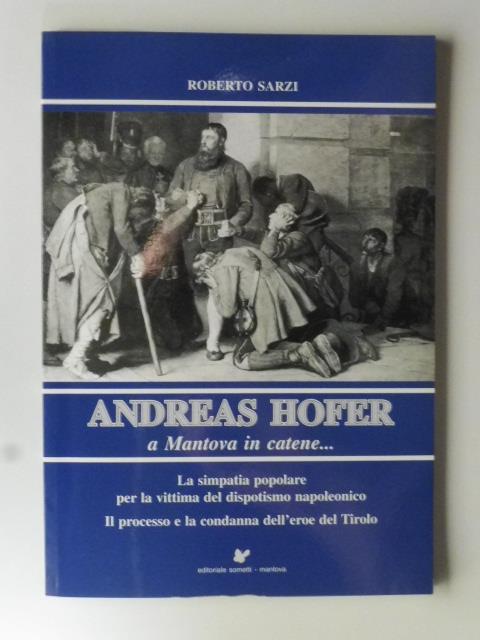 ROBERTO SARZI
ANDREAS HOFER
a Mantova in catene...
La simpatia popolare
per la vittima del dispotismo napoleonico
Il processo e la condanna dell'eroe del Tirolo
editoriale sometti - mantova